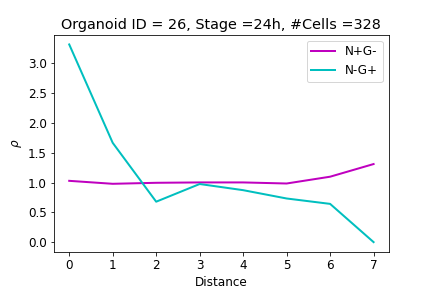 Organoid ID = 26, Stage =24h, #Cells =328
N+G-
N-G+
ρ
3.0
2.5
2.0
1.5
1.0
0.5
0.0
0 1 2 3 4 5 6 7
Distance